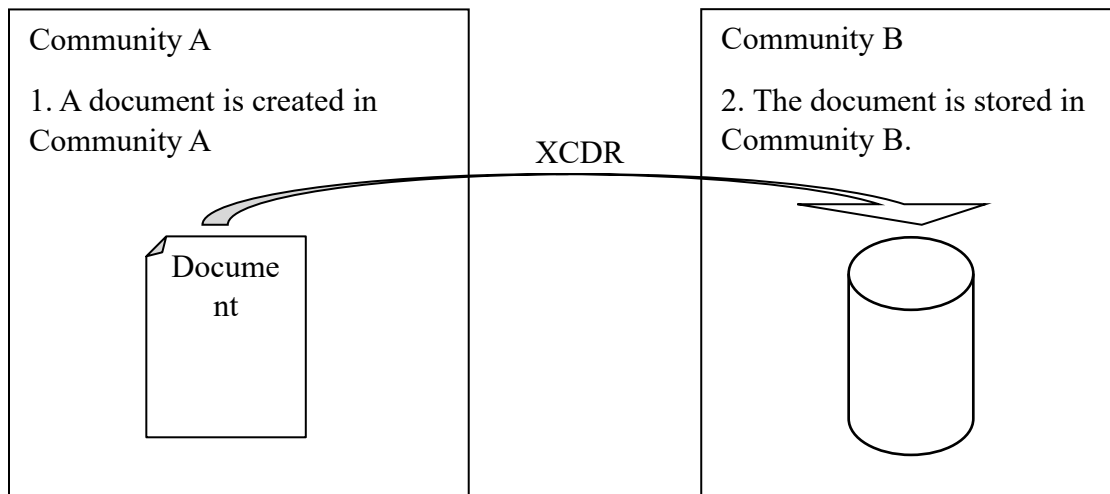 Community A
1. A document is created in
Community A
XCDR
Docume
nt
Community B
2. The document is stored in
Community B.